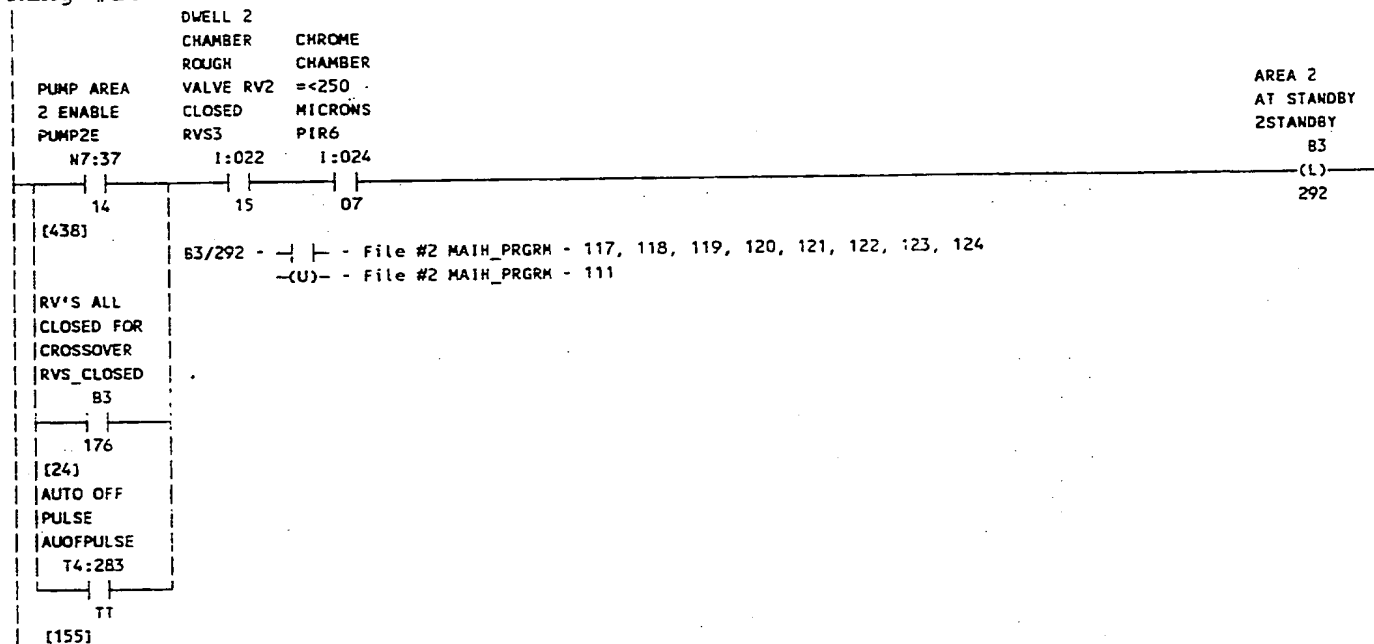 DWELL 2
CHAMBER CHROME
ROUGH CHAMBER
PUMP AREA VALVE RV2 =<250 AREA 2
2 ENABLE CLOSED MICRONS AT STANDBY
PUMP2E RVS3 PIR6 2STANDBY
N7:37 I:022 I:024 B3
(L)
14 15 07 292
[438]
B3/292 - ┤ ├ - File #2 MAIN_PRGRM - 117, 118, 119, 120, 121, 122, 123, 124
-(U)- - File #2 MAIN_PRGRM - 111
RV'S ALL
CLOSED FOR
CROSSOVER
RVS_CLOSED
B3
176
[24]
AUTO OFF
PULSE
AUOFPULSE
T4:283
TT
[155]